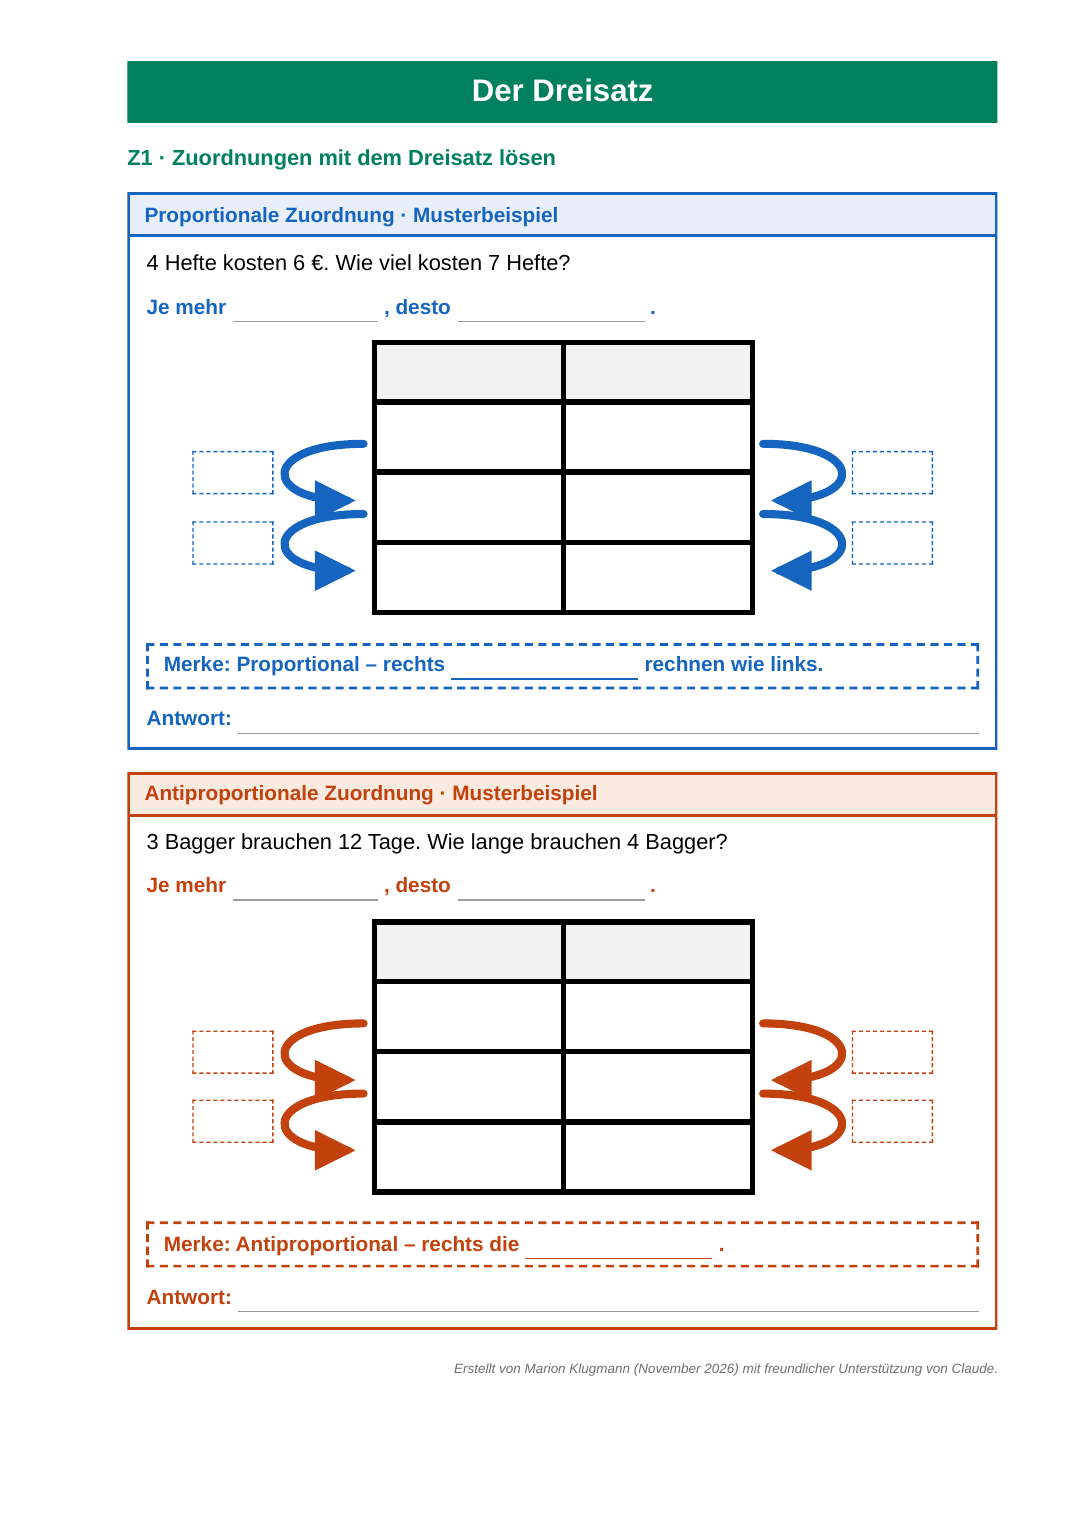 Der Dreisatz
Z1 · Zuordnungen mit dem Dreisatz lösen
Proportionale Zuordnung · Musterbeispiel
4 Hefte kosten 6 €. Wie viel kosten 7 Hefte?
Je mehr , desto .
Merke: Proportional – rechts rechnen wie links.
Antwort:
Antiproportionale Zuordnung · Musterbeispiel
3 Bagger brauchen 12 Tage. Wie lange brauchen 4 Bagger?
Je mehr , desto .
Merke: Antiproportional – rechts die .
Antwort:
Erstellt von Marion Klugmann (November 2026) mit freundlicher Unterstützung von Claude.